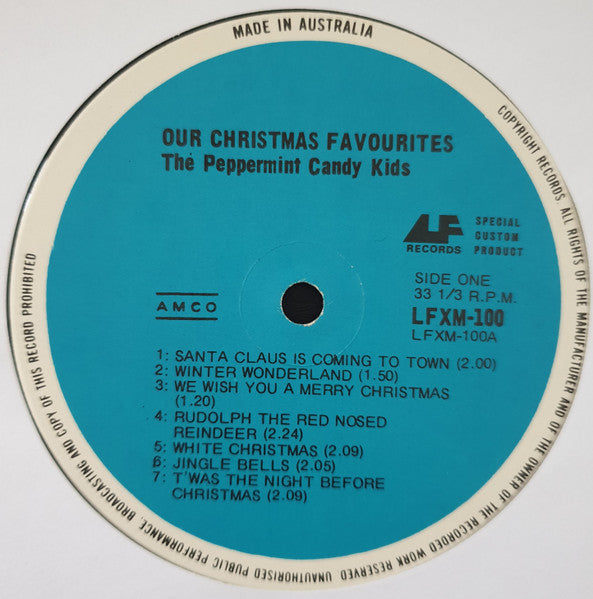 MADE IN AUSTRALIA
COPYRIGHT RECORDS. ALL RIGHTS OF THE MANUFACTURER AND OF THE OWNER OF THE RECORDED WORK RESERVED. UNAUTHORISED PUBLIC PERFORMANCE, BROADCASTING AND COPY OF THIS RECORD PROHIBITED
OUR CHRISTMAS FAVOURITES
The Peppermint Candy Kids
LF
RECORDS
SPECIAL
CUSTOM
PRODUCT
SIDE ONE
33 1/3 R.P.M.
LFXM-100
LFXM-100A
AMCO
1: SANTA CLAUS IS COMING TO TOWN (2.00)
2: WINTER WONDERLAND (1.50)
3: WE WISH YOU A MERRY CHRISTMAS
(1.20)
4: RUDOLPH THE RED NOSED
REINDEER (2.24)
5: WHITE CHRISTMAS (2.09)
6: JINGLE BELLS (2.05)
7: T'WAS THE NIGHT BEFORE
CHRISTMAS (2.09)